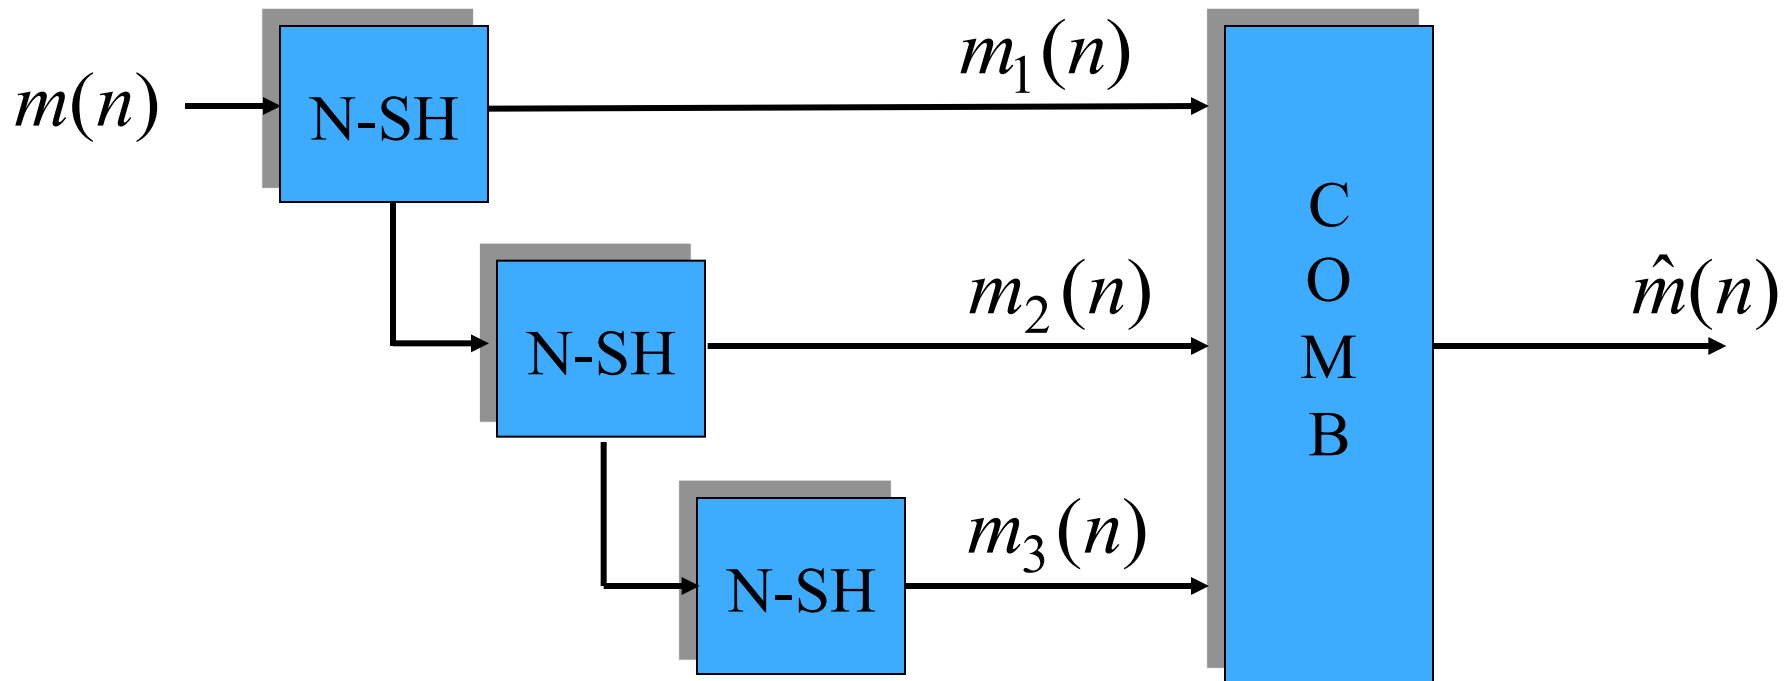 m(n)
N-SH
m₁(n)
N-SH
m₂(n)
N-SH
m₃(n)
C
O
M
B
m̂(n)